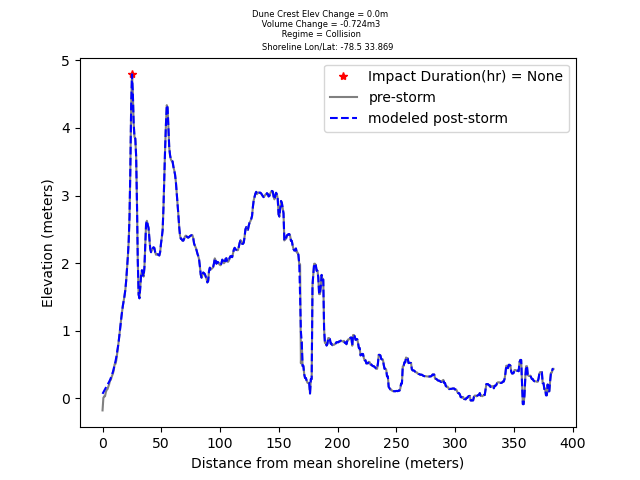 Dune Crest Elev Change = 0.0m
Volume Change = -0.724m3
Regime = Collision
Shoreline Lon/Lat: -78.5 33.869
Impact Duration(hr) = None
pre-storm
modeled post-storm
Elevation (meters)
5
4
3
2
1
0
0 50 100 150 200 250 300 350 400
Distance from mean shoreline (meters)